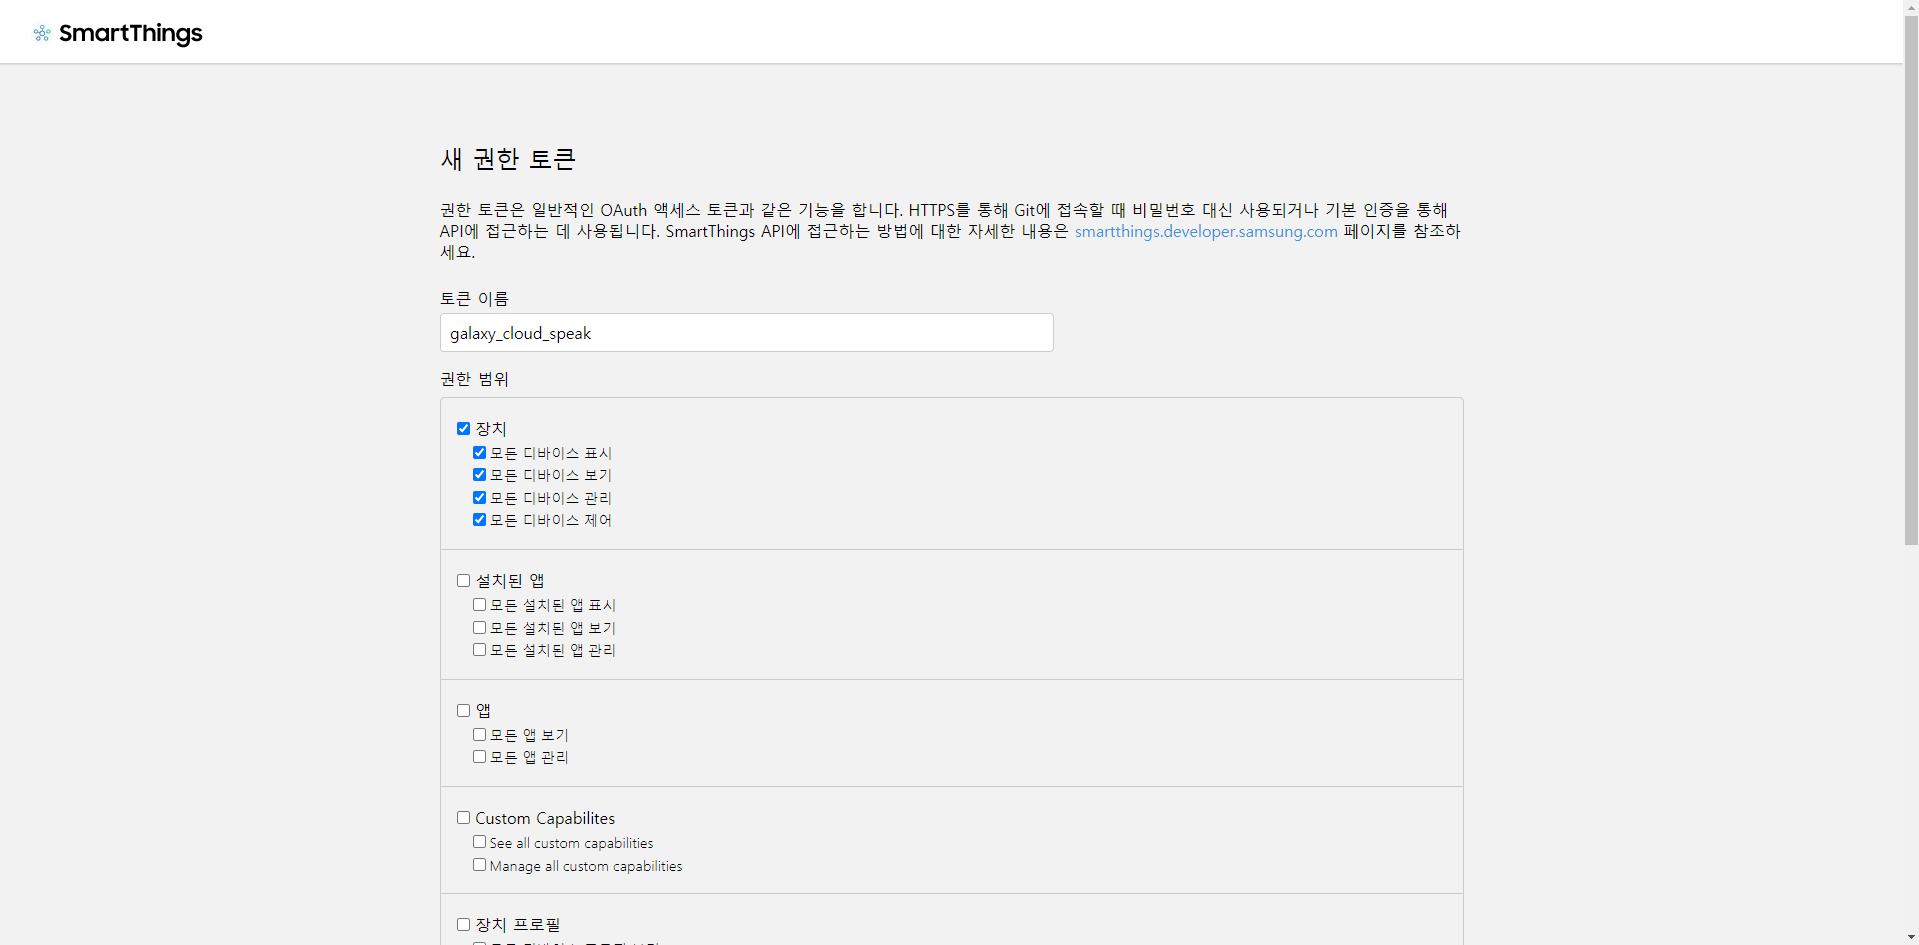 SmartThings
새 권한 토큰
권한 토큰은 일반적인 OAuth 액세스 토큰과 같은 기능을 합니다. HTTPS를 통해 Git에 접속할 때 비밀번호 대신 사용되거나 기본 인증을 통해
API에 접근하는 데 사용됩니다. SmartThings API에 접근하는 방법에 대한 자세한 내용은 smartthings.developer.samsung.com 페이지를 참조하
세요.
토큰 이름
galaxy_cloud_speak
권한 범위
장치
모든 디바이스 표시
모든 디바이스 보기
모든 디바이스 관리
모든 디바이스 제어
설치된 앱
모든 설치된 앱 표시
모든 설치된 앱 보기
모든 설치된 앱 관리
앱
모든 앱 보기
모든 앱 관리
Custom Capabilites
See all custom capabilities
Manage all custom capabilities
장치 프로필